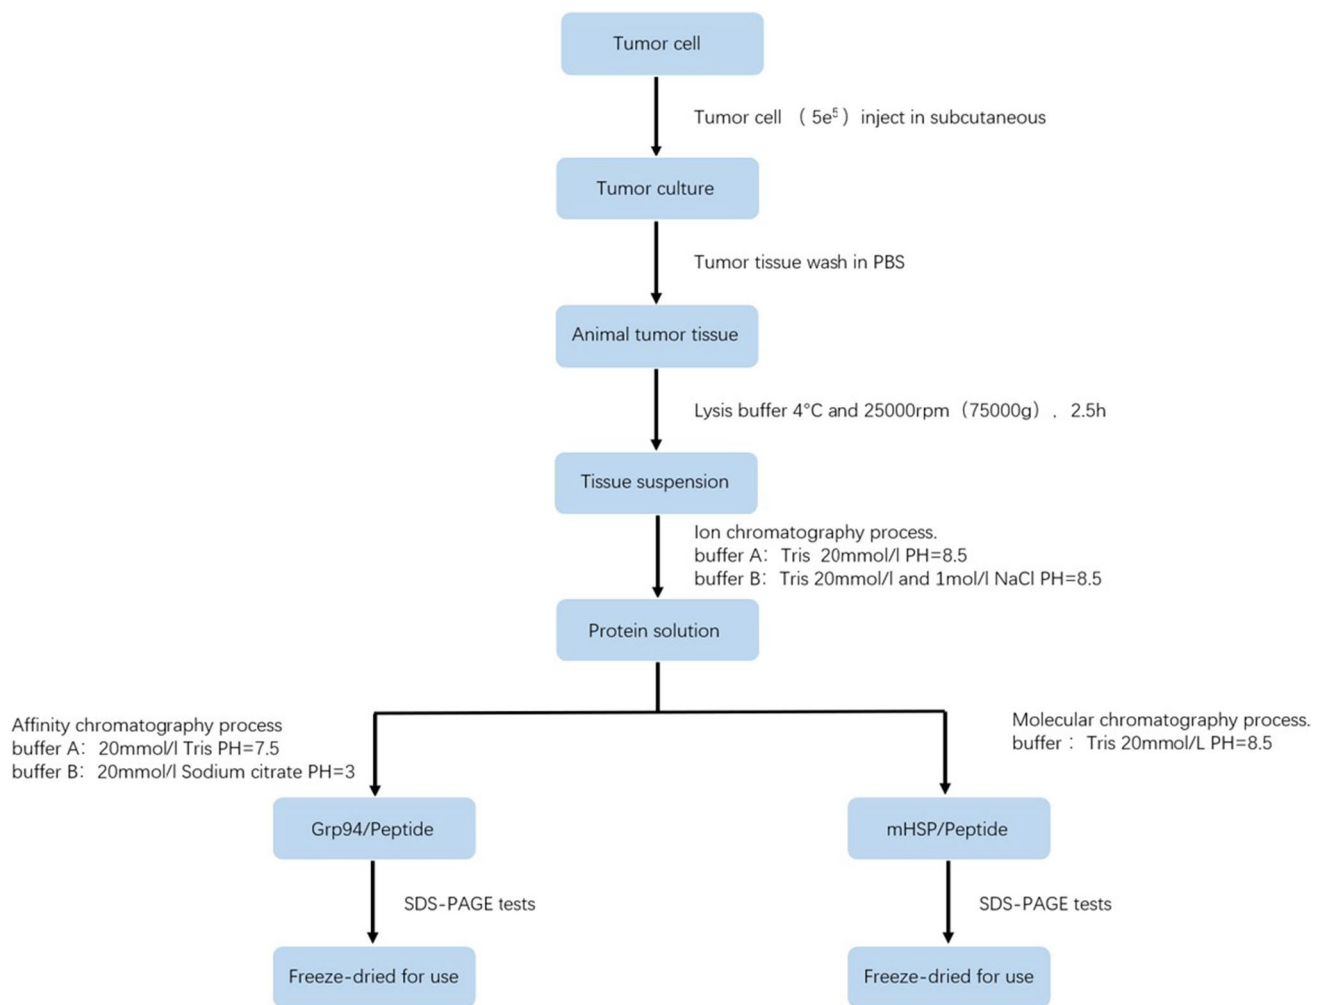 Tumor cell
Tumor cell （ 5e⁵ ）inject in subcutaneous
Tumor culture
Tumor tissue wash in PBS
Animal tumor tissue
Lysis buffer 4°C and 25000rpm（75000g）. 2.5h
Tissue suspension
Ion chromatography process.
buffer A： Tris 20mmol/l PH=8.5
buffer B： Tris 20mmol/l and 1mol/l NaCl PH=8.5
Protein solution
Affinity chromatography process
buffer A： 20mmol/l Tris PH=7.5
buffer B： 20mmol/l Sodium citrate PH=3
Molecular chromatography process.
buffer ： Tris 20mmol/L PH=8.5
Grp94/Peptide
mHSP/Peptide
SDS-PAGE tests
SDS-PAGE tests
Freeze-dried for use
Freeze-dried for use